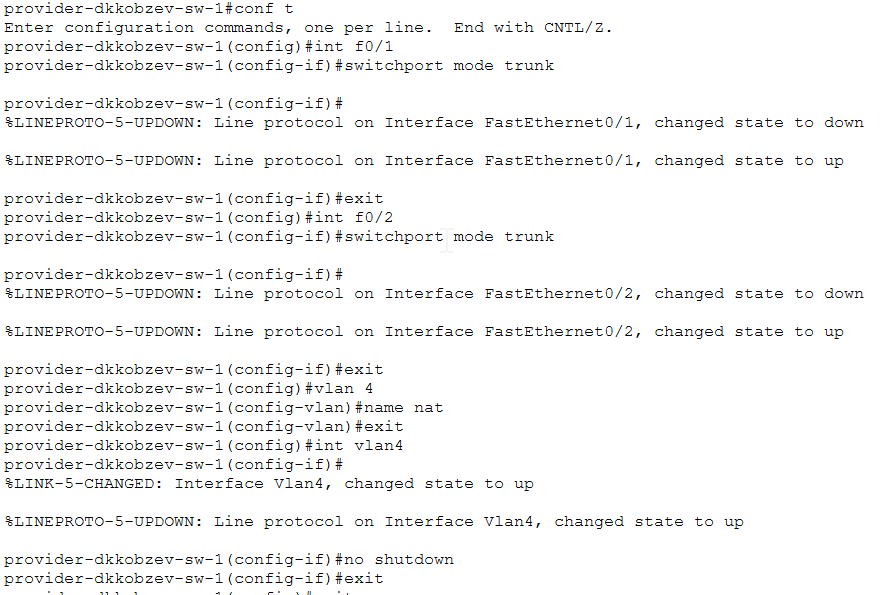 provider-dkkobzev-sw-1#conf t
Enter configuration commands, one per line.  End with CNTL/Z.
provider-dkkobzev-sw-1(config)#int f0/1
provider-dkkobzev-sw-1(config-if)#switchport mode trunk
provider-dkkobzev-sw-1(config-if)#
%LINEPROTO-5-UPDOWN: Line protocol on Interface FastEthernet0/1, changed state to down
%LINEPROTO-5-UPDOWN: Line protocol on Interface FastEthernet0/1, changed state to up
provider-dkkobzev-sw-1(config-if)#exit
provider-dkkobzev-sw-1(config)#int f0/2
provider-dkkobzev-sw-1(config-if)#switchport mode trunk
provider-dkkobzev-sw-1(config-if)#
%LINEPROTO-5-UPDOWN: Line protocol on Interface FastEthernet0/2, changed state to down
%LINEPROTO-5-UPDOWN: Line protocol on Interface FastEthernet0/2, changed state to up
provider-dkkobzev-sw-1(config-if)#exit
provider-dkkobzev-sw-1(config)#vlan 4
provider-dkkobzev-sw-1(config-vlan)#name nat
provider-dkkobzev-sw-1(config-vlan)#exit
provider-dkkobzev-sw-1(config)#int vlan4
provider-dkkobzev-sw-1(config-if)#
%LINK-5-CHANGED: Interface Vlan4, changed state to up
%LINEPROTO-5-UPDOWN: Line protocol on Interface Vlan4, changed state to up
provider-dkkobzev-sw-1(config-if)#no shutdown
provider-dkkobzev-sw-1(config-if)#exit